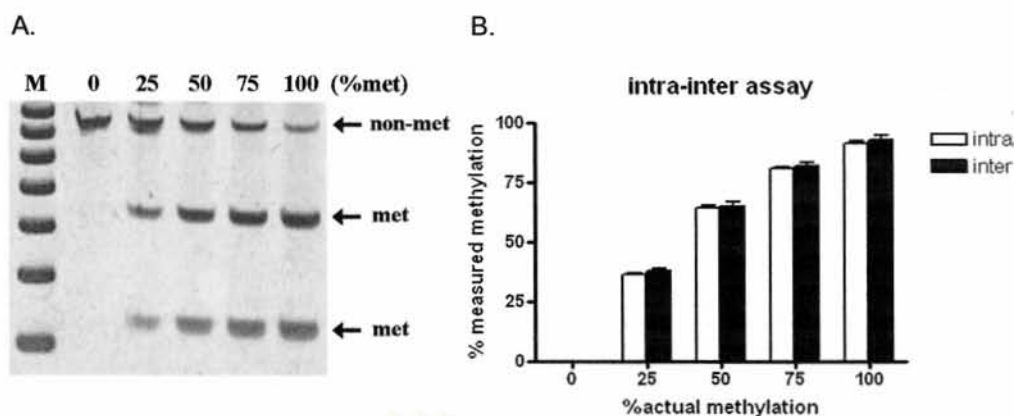 A.
M 0 25 50 75 100 (%met)
non-met
met
met
B.
intra-inter assay
% measured methylation
100
75
50
25
0
0 25 50 75 100
%actual methylation
intra
inter